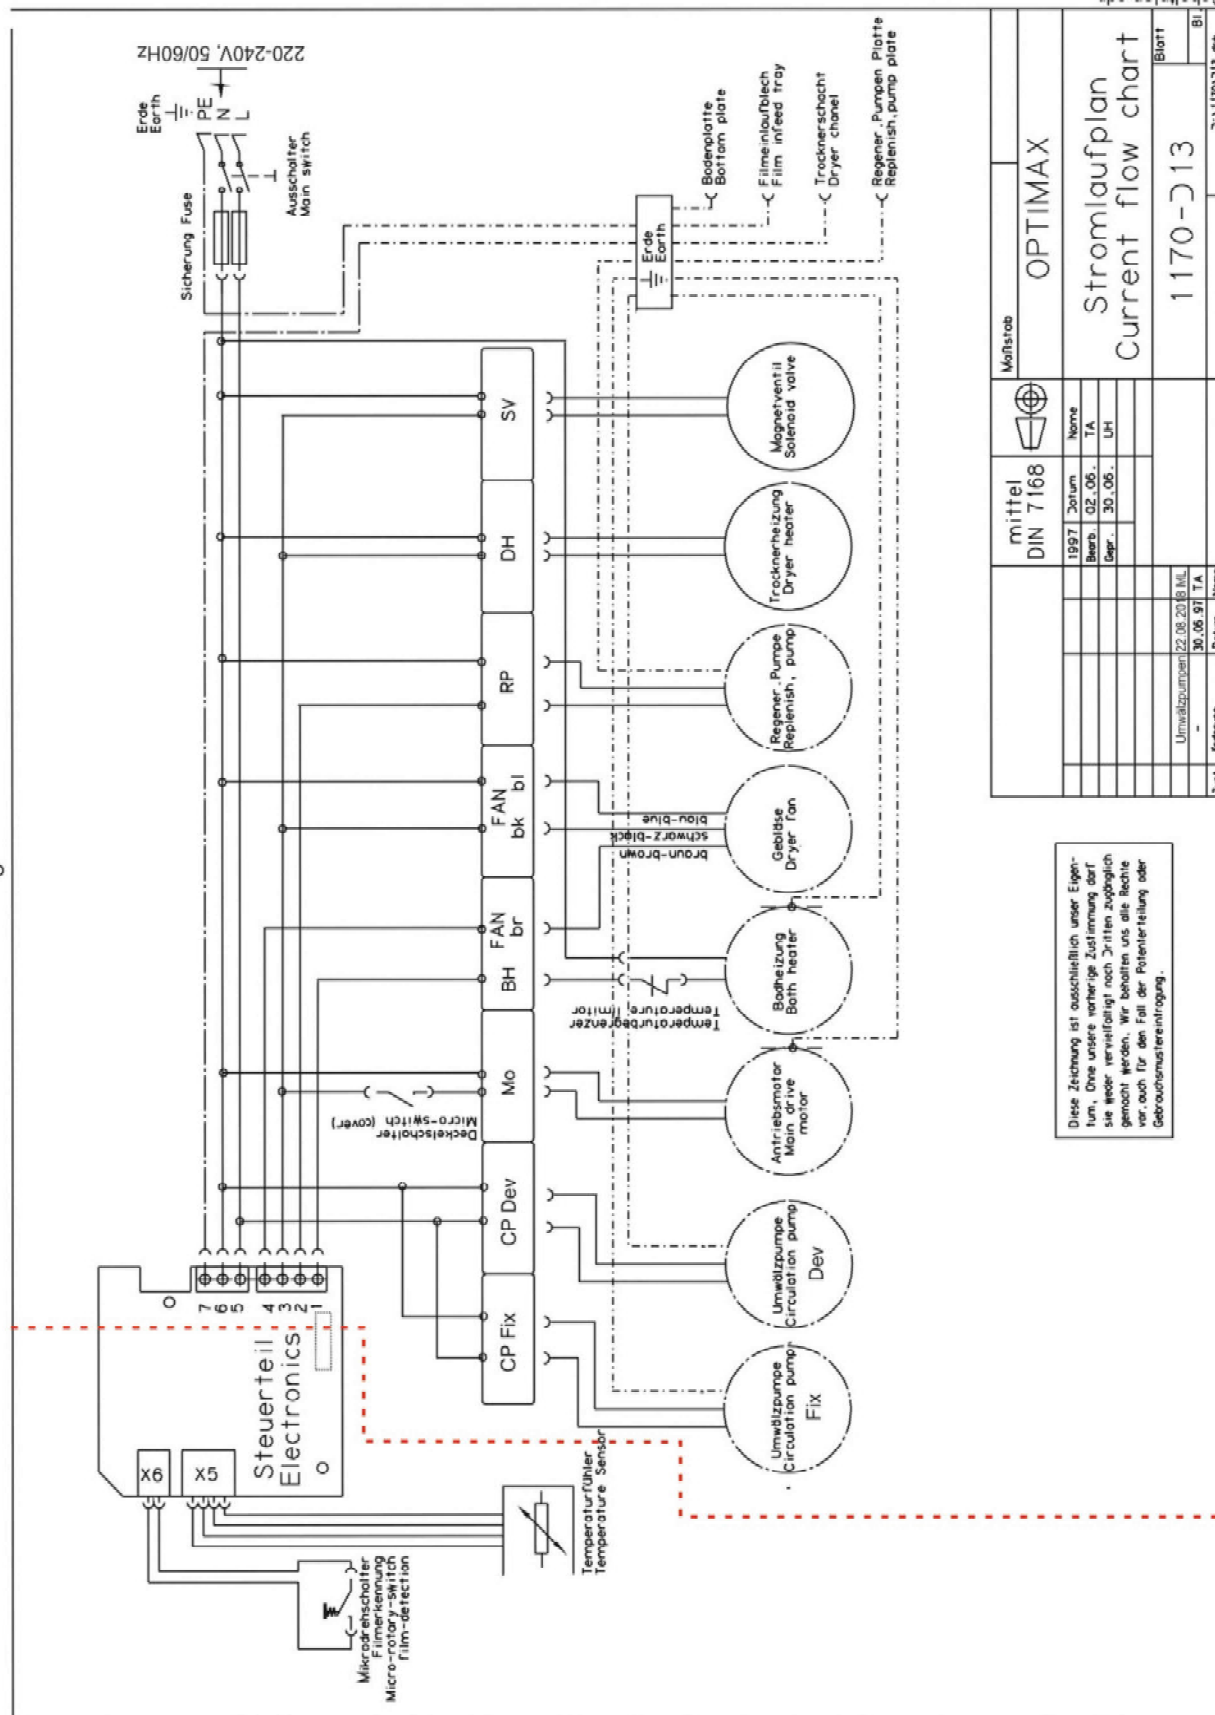 220-240V, 50/60Hz
Erde
Earth
PE
N
L
Ausschalter
Main switch
Sicherung Fuse
Steuerteil
Electronics
7
6
5
4
3
2
1
X6
X5
Mikrodrehschalter
Filmerkennung
Micro-rotary-switch
film-detection
Temperaturfühler
Temperature Sensor
CP Fix
CP Dev
Mo
BH
FAN
br
FAN
bk bl
RP
DH
SV
Deckelschalter
Micro-switch (cover)
Temperaturbegrenzer
Temperature limitor
braun-brown
schwarz-black
blau-blue
Umwälzpumpe
Circulation pump
Fix
Umwälzpumpe
Circulation pump
Dev
Antriebsmotor
Main drive
motor
Badheizung
Bath heater
Gebläse
Dryer fan
Regener.Pumpe
Replenish. pump
Trocknerheizung
Dryer heater
Magnetventil
Solenoid valve
Erde
Earth
Bodenplatte
Bottom plate
Filmeinlaufblech
Film infeed tray
Trocknerschacht
Dryer chanel
Regener.Pumpen Platte
Replenish.pump plate
Diese Zeichnung ist ausschließlich unser Eigen-
tum. Ohne unsere vorherige Zustimmung darf
sie weder vervielfältigt noch Dritten zugänglich
gemacht werden. Wir behalten uns alle Rechte
vor, auch für den Fall der Patenterteilung oder
Gebrauchsmustereintragung.
mittel
DIN 7168
Maßstab
OPTIMAX
1997 Datum Name
Bearb. 02.06. TA
Gepr. 30.06. UH
Stromlaufplan
Current flow chart
1170-D13
Blatt
Bl.
Umwälzpumpen 22.08.2018 ML
- 30.06.97 TA